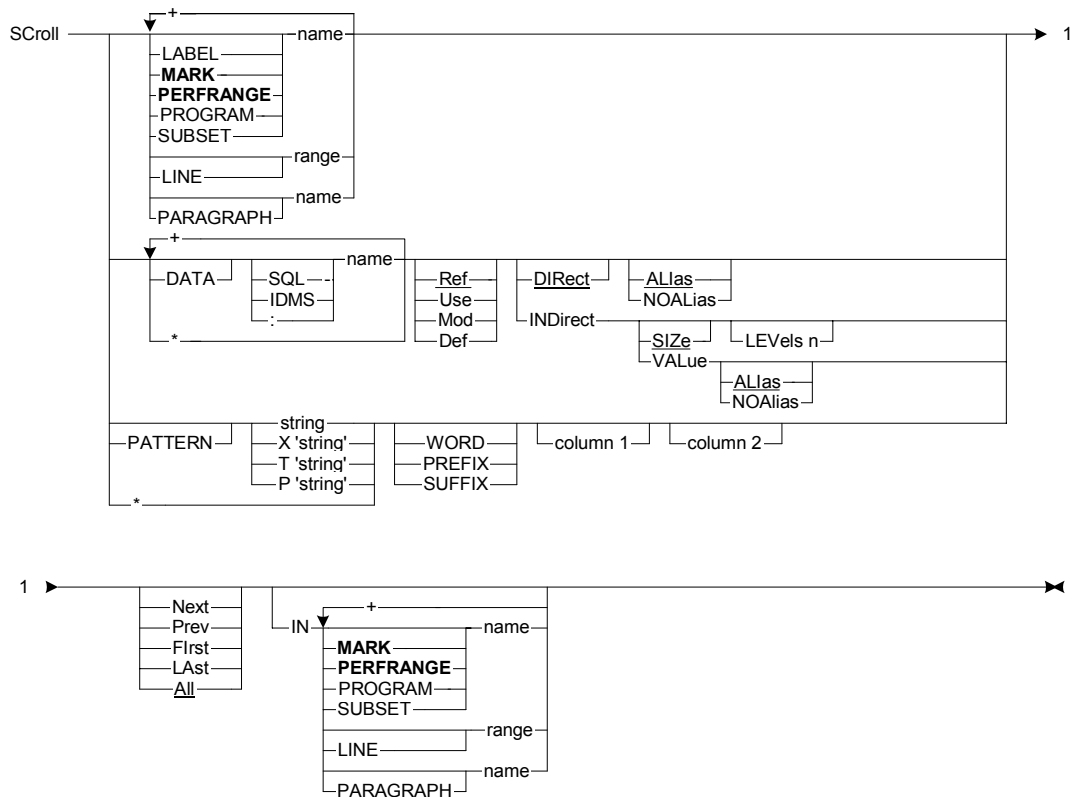 +
SCroll name 1
LABEL
MARK
PERFRANGE
PROGRAM
SUBSET
range
LINE
name
PARAGRAPH
+
name
DATA SQL Ref DIRect ALIas
IDMS Use NOALias
: Mod INDirect
* Def SIZe LEVels n
VALue
ALIas
NOAlias
string
PATTERN X 'string' WORD column 1 column 2
T 'string' PREFIX
P 'string' SUFFIX
*
1
Next + 
Prev IN name
FIrst MARK
LAst PERFRANGE
All PROGRAM
SUBSET
range
LINE
name
PARAGRAPH